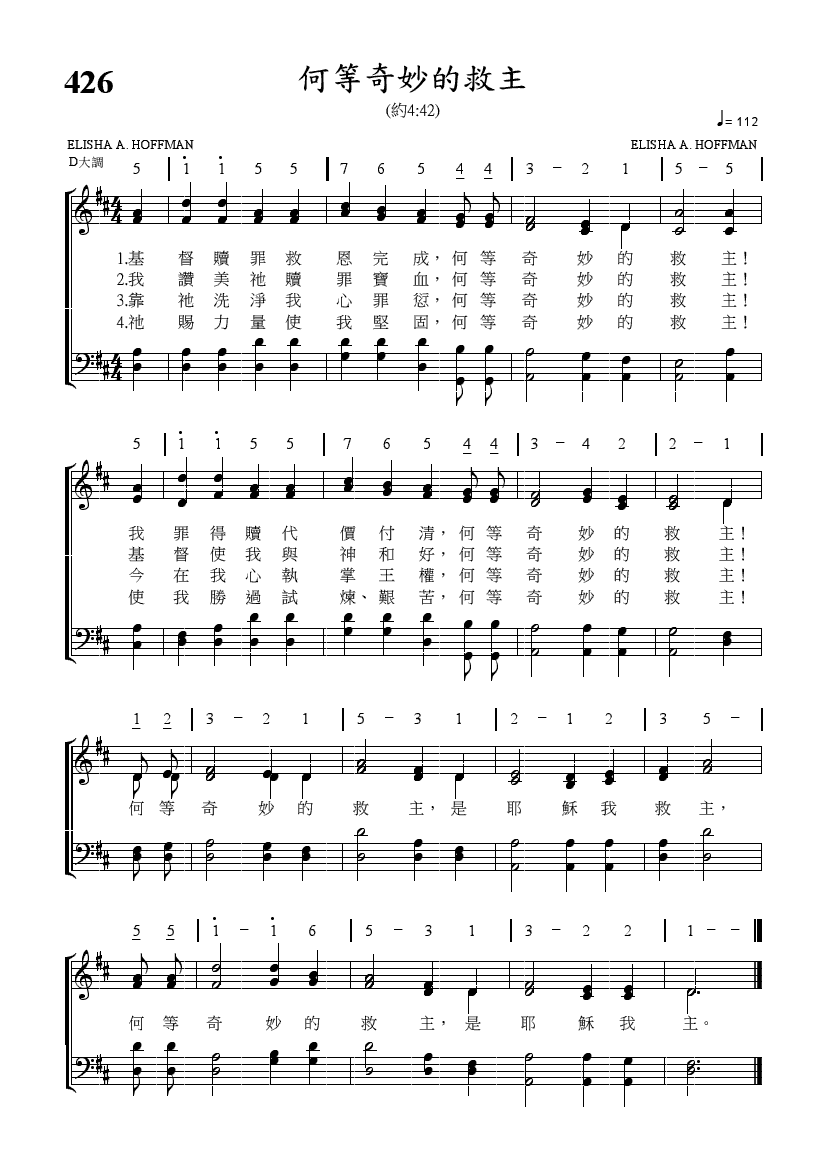 426
何等奇妙的救主
(約4:42)
♩= 112
ELISHA A. HOFFMAN ELISHA A. HOFFMAN
D大調
5 | 1 1 5 5 | 7 6 5 4 4 | 3 – 2 1 | 5 – 5 |
4 4
1.基督贖罪救恩完成，何等奇妙的救主！
2.我讚美祂贖罪寶血，何等奇妙的救主！
3.靠祂洗淨我心罪愆，何等奇妙的救主！
4.祂賜力量使我堅固，何等奇妙的救主！
4 4
5 | 1 1 5 5 | 7 6 5 4 4 | 3 – 4 2 | 2 – 1 |
我罪得贖代價付清，何等奇妙的救主！
基督使我與神和好，何等奇妙的救主！
今在我心執掌王權，何等奇妙的救主！
使我勝過試煉、艱苦，何等奇妙的救主！
1 2 | 3 – 2 1 | 5 – 3 1 | 2 – 1 2 | 3 5 – |
何等奇妙的救主，是耶穌我救主，
5 5 | 1 – 1 6 | 5 – 3 1 | 3 – 2 2 | 1 – –
何等奇妙的救主，是耶穌我主。